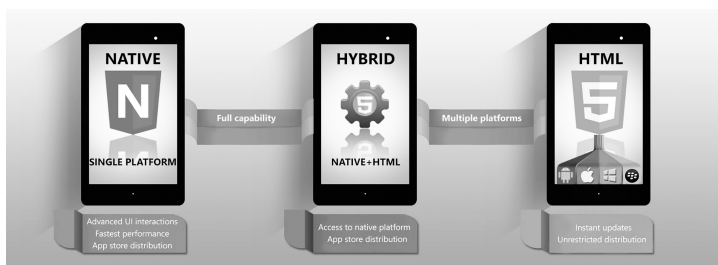 NATIVE
N
SINGLE PLATFORM
Advanced UI interactions
Fastest performance
App store distribution
Full capability
HYBRID
5
NATIVE+HTML
Access to native platform
App store distribution
Multiple platforms
HTML
5
Instant updates
Unrestricted distribution